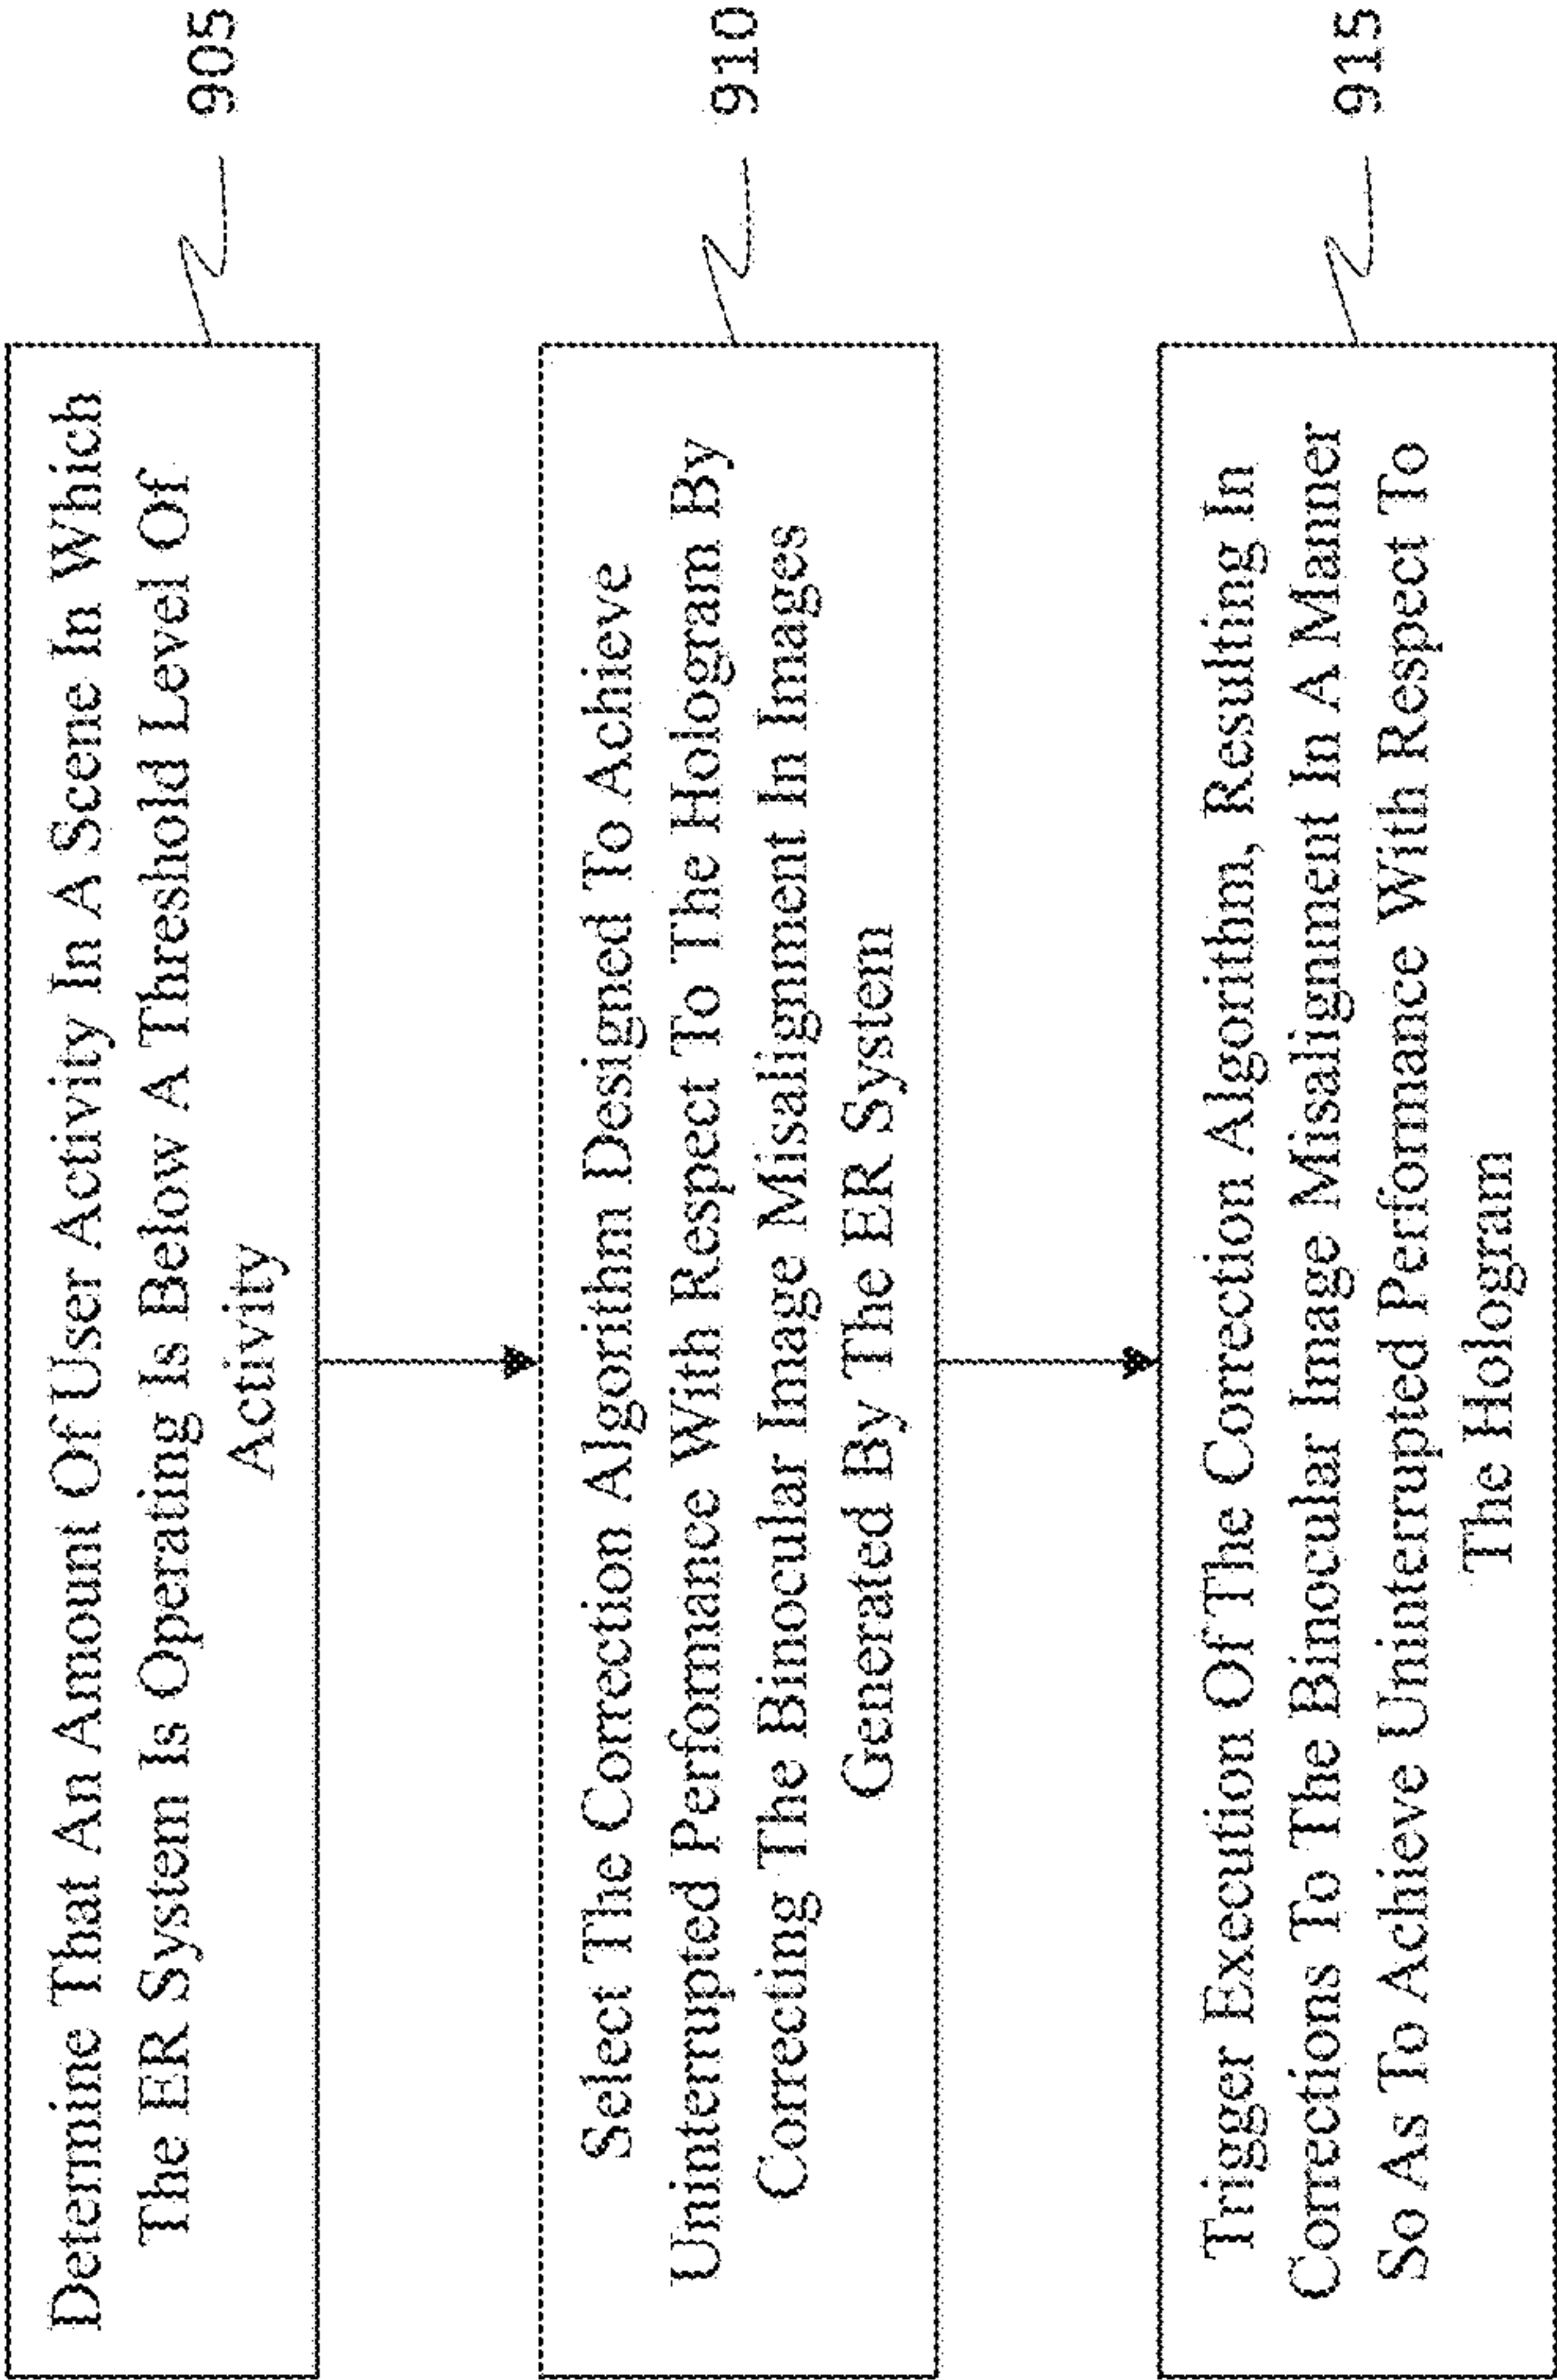 Determine That An Amount Of User Activity In A Scene In Which
The ER System Is Operating Is Below A Threshold Level Of
Activity
905
Select The Correction Algorithm Designed To Achieve
Uninterrupted Performance With Respect To The Hologram By
Correcting The Binocular Image Misalignment In Images
Generated By The ER System
910
Trigger Execution Of The Correction Algorithm, Resulting In
Corrections To The Binocular Image Misalignment In A Manner
So As To Achieve Uninterrupted Performance With Respect To
The Hologram
915